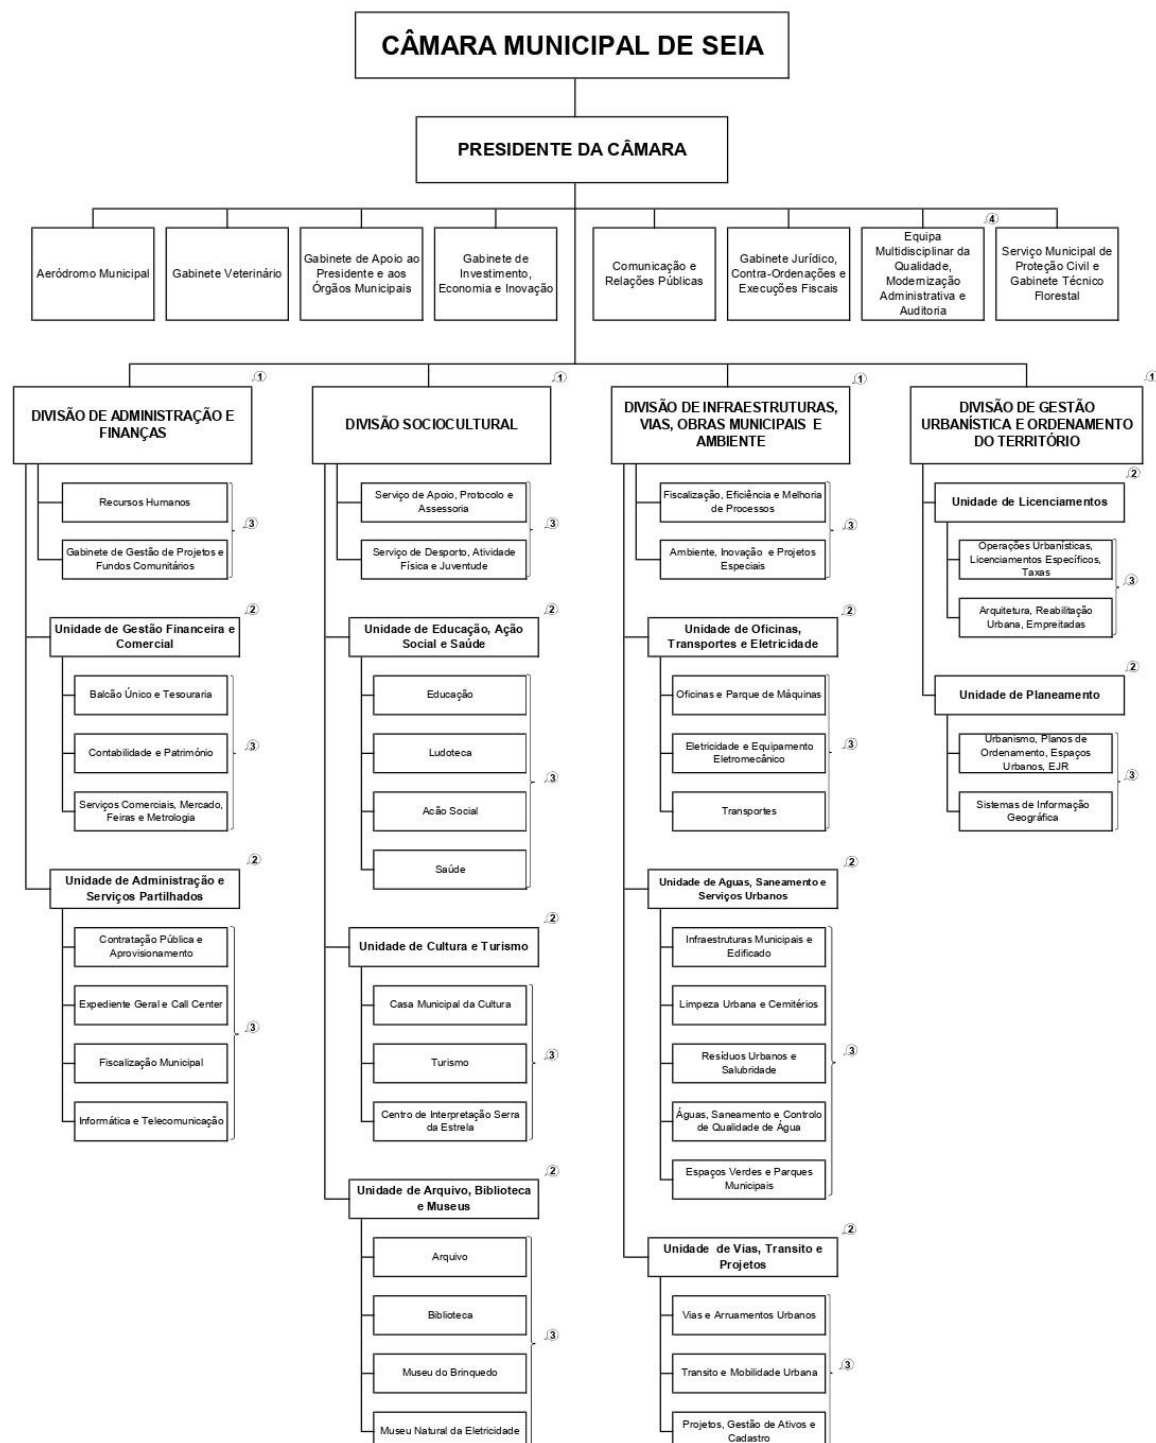 CÂMARA MUNICIPAL DE SEIA
PRESIDENTE DA CÂMARA
Aeródromo Municipal
Gabinete Veterinário
Gabinete de Apoio ao
Presidente e aos
Órgãos Municipais
Gabinete de
Investimento,
Economia e Inovação
Comunicação e
Relações Públicas
Gabinete Jurídico,
Contra-Ordenações e
Execuções Fiscais
4
Equipa
Multidisciplinar da
Qualidade,
Modernização
Administrativa e
Auditoria
Serviço Municipal de
Proteção Civil e
Gabinete Técnico
Florestal
1
DIVISÃO DE ADMINISTRAÇÃO E
FINANÇAS
Recursos Humanos
Gabinete de Gestão de Projetos e
Fundos Comunitários
3
2
Unidade de Gestão Financeira e
Comercial
Balcão Único e Tesouraria
Contabilidade e Património
3
Serviços Comerciais, Mercado,
Feiras e Metrologia
2
Unidade de Administração e
Serviços Partilhados
Contratação Pública e
Aprovisionamento
Expediente Geral e Call Center
3
Fiscalização Municipal
Informática e Telecomunicação
1
DIVISÃO SOCIOCULTURAL
Serviço de Apoio, Protocolo e
Assessoria
3
Serviço de Desporto, Atividade
Física e Juventude
2
Unidade de Educação, Ação
Social e Saúde
Educação
Ludoteca
3
Acão Social
Saúde
2
Unidade de Cultura e Turismo
Casa Municipal da Cultura
Turismo
3
Centro de Interpretação Serra
da Estrela
2
Unidade de Arquivo, Biblioteca
e Museus
Arquivo
Biblioteca
3
Museu do Brinquedo
Museu Natural da Eletricidade
1
DIVISÃO DE INFRAESTRUTURAS,
VIAS, OBRAS MUNICIPAIS E
AMBIENTE
Fiscalização, Eficiência e Melhoria
de Processos
3
Ambiente, Inovação e Projetos
Especiais
2
Unidade de Oficinas,
Transportes e Eletricidade
Oficinas e Parque de Máquinas
Eletricidade e Equipamento
Eletromecânico
3
Transportes
2
Unidade de Aguas, Saneamento e
Serviços Urbanos
Infraestruturas Municipais e
Edificado
Limpeza Urbana e Cemitérios
Resíduos Urbanos e
Salubridade
3
Águas, Saneamento e Controlo
de Qualidade de Água
Espaços Verdes e Parques
Municipais
2
Unidade de Vias, Transito e
Projetos
Vias e Arruamentos Urbanos
Transito e Mobilidade Urbana
3
Projetos, Gestão de Ativos e
Cadastro
1
DIVISÃO DE GESTÃO
URBANÍSTICA E ORDENAMENTO
DO TERRITÓRIO
2
Unidade de Licenciamentos
Operações Urbanísticas,
Licenciamentos Específicos,
Taxas
3
Arquitetura, Reabilitação
Urbana, Empreitadas
2
Unidade de Planeamento
Urbanismo, Planos de
Ordenamento, Espaços
Urbanos, EJR
3
Sistemas de Informação
Geográfica